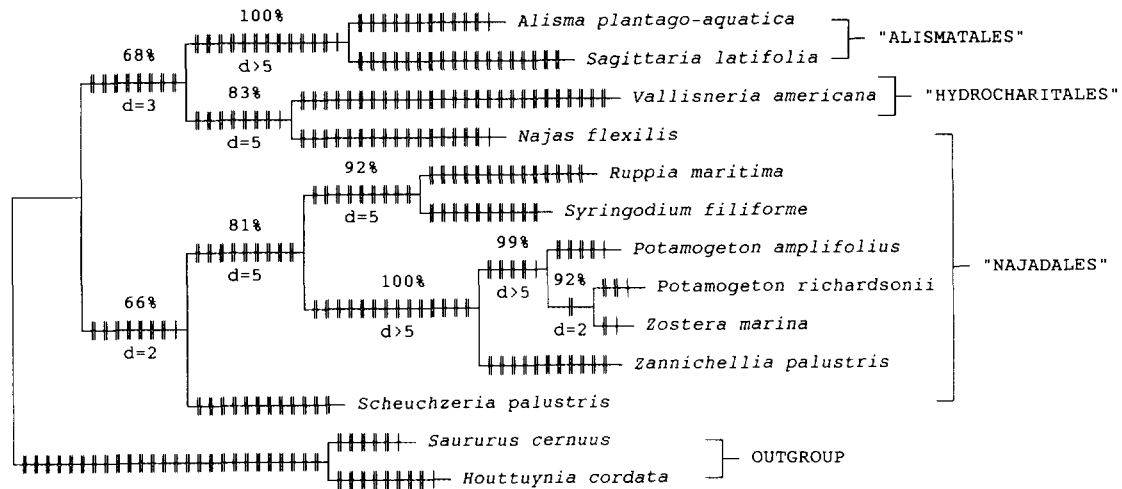 100%
Alisma plantago-aquatica
"ALISMATALES"
68%
d>5
Sagittaria latifolia
d=3
83%
Vallisneria americana
"HYDROCHARITALES"
d=5
Najas flexilis
92%
Ruppia maritima
d=5
Syringodium filiforme
81%
99%
Potamogeton amplifolius
d=5
"NAJADALES"
100%
d>5
92%
Potamogeton richardsonii
66%
d>5
d=2
Zostera marina
d=2
Zannichellia palustris
Scheuchzeria palustris
Saururus cernuus
OUTGROUP
Houttuynia cordata